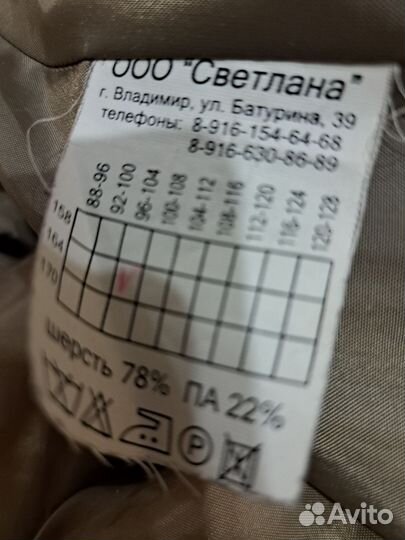 ООО "Светлана"
г. Владимир, ул. Батурина, 39
телефоны: 8-916-154-64-68
8-916-630-86-89
88-96 92-100 96-104 100-108 104-112 108-116 112-120 116-124 120-128
158
164
170
шерсть 78% ПА 22%
P
Avito